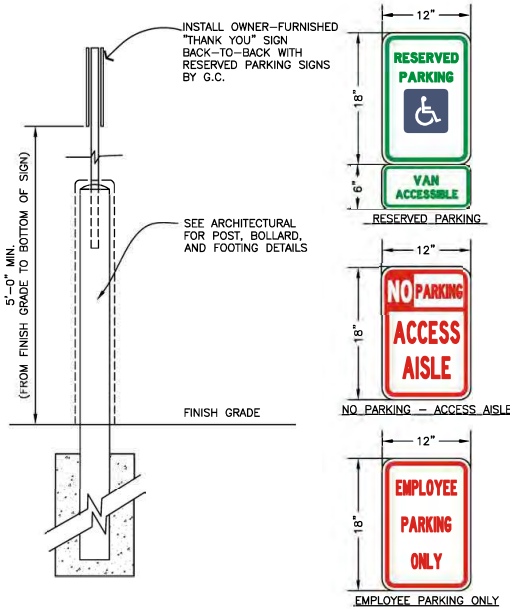 INSTALL OWNER-FURNISHED
"THANK YOU" SIGN
BACK-TO-BACK WITH
RESERVED PARKING SIGNS
BY G.C.
5'-0" MIN.
(FROM FINISH GRADE TO BOTTOM OF SIGN)
SEE ARCHITECTURAL
FOR POST, BOLLARD,
AND FOOTING DETAILS
FINISH GRADE
12"
18"
RESERVED
PARKING
6"
VAN
ACCESSIBLE
RESERVED PARKING
12"
18"
NO PARKING
ACCESS
AISLE
NO PARKING - ACCESS AISLE
12"
18"
EMPLOYEE
PARKING
ONLY
EMPLOYEE PARKING ONLY